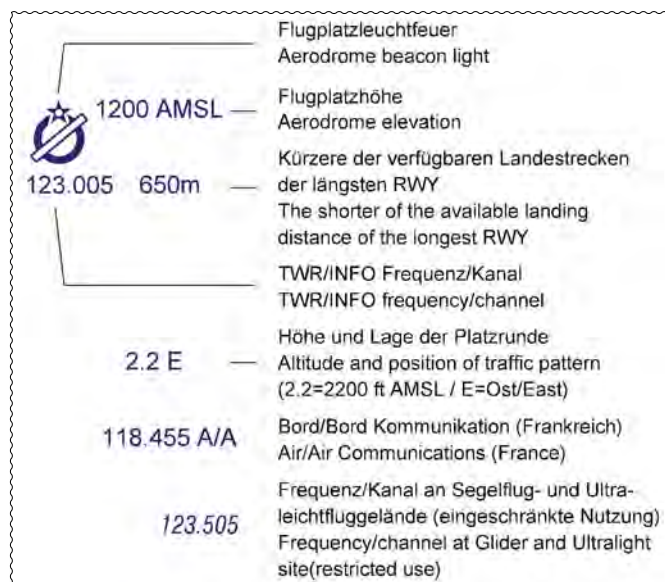 Flugplatzleuchtfeuer
Aerodrome beacon light
1200 AMSL
Flugplatzhöhe
Aerodrome elevation
123.005 650m
Kürzere der verfügbaren Landestrecken
der längsten RWY
The shorter of the available landing
distance of the longest RWY
TWR/INFO Frequenz/Kanal
TWR/INFO frequency/channel
2.2 E
Höhe und Lage der Platzrunde
Altitude and position of traffic pattern
(2.2=2200 ft AMSL / E=Ost/East)
118.455 A/A
Bord/Bord Kommunikation (Frankreich)
Air/Air Communications (France)
123.505
Frequenz/Kanal an Segelflug- und Ultra-
leichtfluggelände (eingeschränkte Nutzung)
Frequency/channel at Glider and Ultralight
site(restricted use)